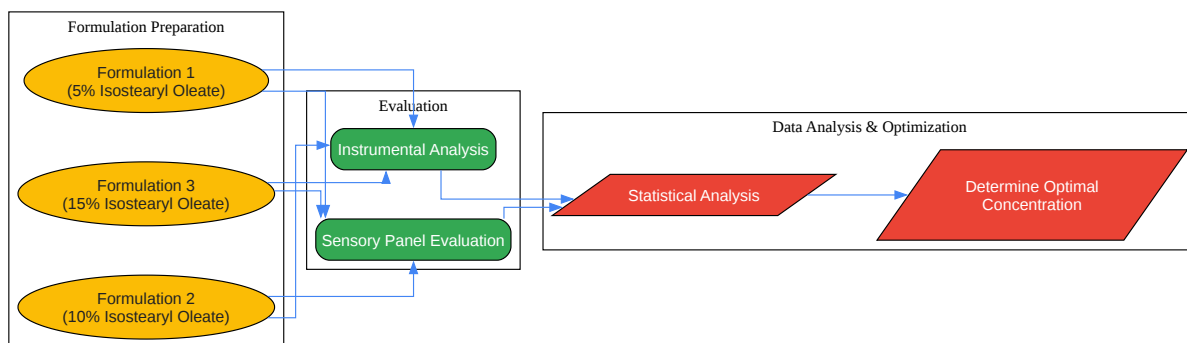 Formulation Preparation
Formulation 1
(5% Isostearyl Oleate)
Formulation 3
(15% Isostearyl Oleate)
Formulation 2
(10% Isostearyl Oleate)
Evaluation
Instrumental Analysis
Sensory Panel Evaluation
Data Analysis & Optimization
Statistical Analysis
Determine Optimal
Concentration